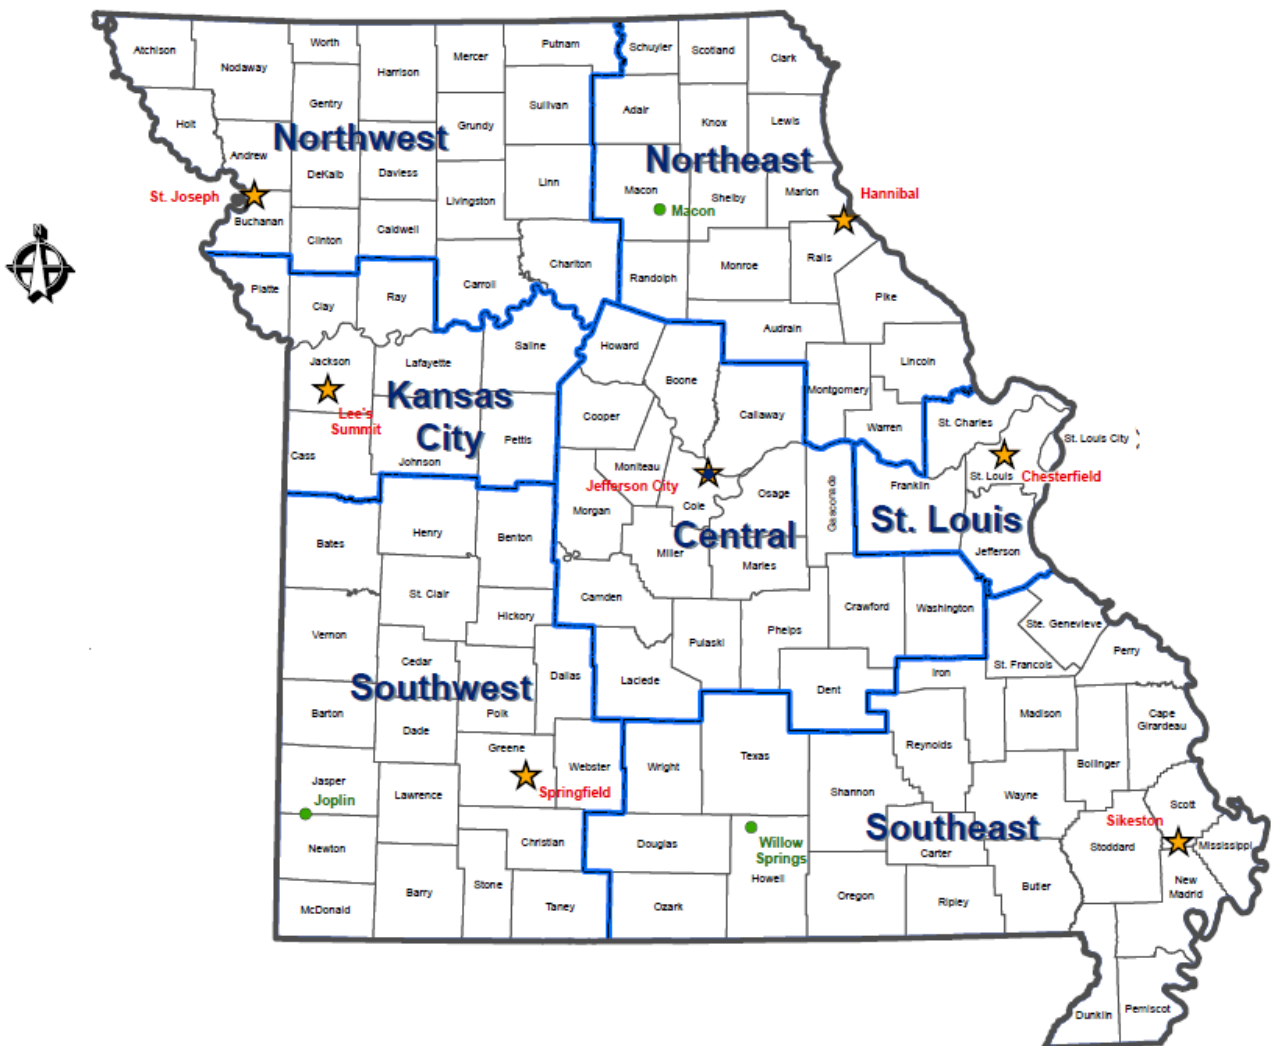 Atchison
Nodaway
Worth
Harrison
Mercer
Putnam
Schuyler
Scotland
Clark
Holt
Gentry
Sullivan
Adair
Knox
Lewis
Grundy
Northwest
Andrew
Northeast
DeKalb
Daviess
Linn
Macon
Shelby
Marion
Hannibal
St. Joseph
Livingston
Macon
Buchanan
Clinton
Caldwell
N
Chariton
Monroe
Ralls
Randolph
Platte
Clay
Ray
Carroll
Pike
Audrain
Saline
Howard
Jackson
Lafayette
Lincoln
Boone
Montgomery
Kansas
City
Lee's
Summit
Cooper
Callaway
Warren
St. Charles
St. Louis City
Pettis
Cass
Johnson
Moniteau
Jefferson City
Cole
Osage
Gasconade
Franklin
St. Louis
Chesterfield
Morgan
Central
St. Louis
Henry
Benton
Bates
Miller
Maries
Jefferson
St. Clair
Hickory
Camden
Crawford
Washington
Vernon
Pulaski
Phelps
Ste. Genevieve
Perry
Cedar
Southwest
Dallas
Laclede
Dent
Iron
St. Francois
Barton
Polk
Dade
Madison
Cape
Girardeau
Greene
Webster
Wright
Texas
Reynolds
Bollinger
Jasper
Joplin
Lawrence
Springfield
Shannon
Wayne
Scott
Southeast
Sikeston
Newton
Christian
Douglas
Willow
Springs
Howell
Carter
Stoddard
Mississippi
McDonald
Barry
Stone
Taney
Ozark
Oregon
Ripley
Butler
New
Madrid
Dunklin
Pemiscot